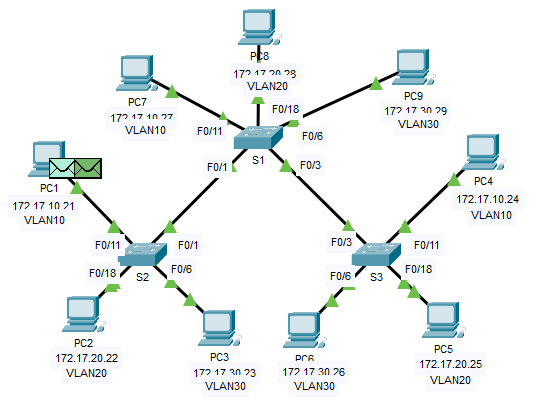 PC8
172.17.20.28
VLAN20
PC7
172.17.10.27
VLAN10
PC9
172.17.30.29
VLAN30
F0/11
F0/18
F0/6
S1
F0/1
F0/3
PC1
172.17.10.21
VLAN10
PC4
172.17.10.24
VLAN10
F0/11
F0/1
F0/18
F0/6
S2
F0/3
F0/11
F0/6
F0/18
S3
PC2
172.17.20.22
VLAN20
PC3
172.17.30.23
VLAN30
PC6
172.17.30.26
VLAN30
PC5
172.17.20.25
VLAN20